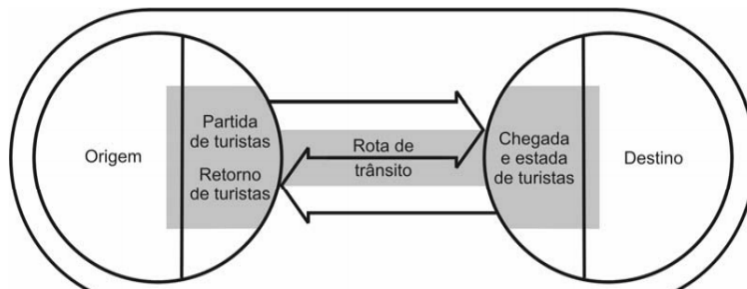 Origem
Partida
de turistas
Retorno
de turistas
Rota de
trânsito
Chegada
e estada
de turistas
Destino